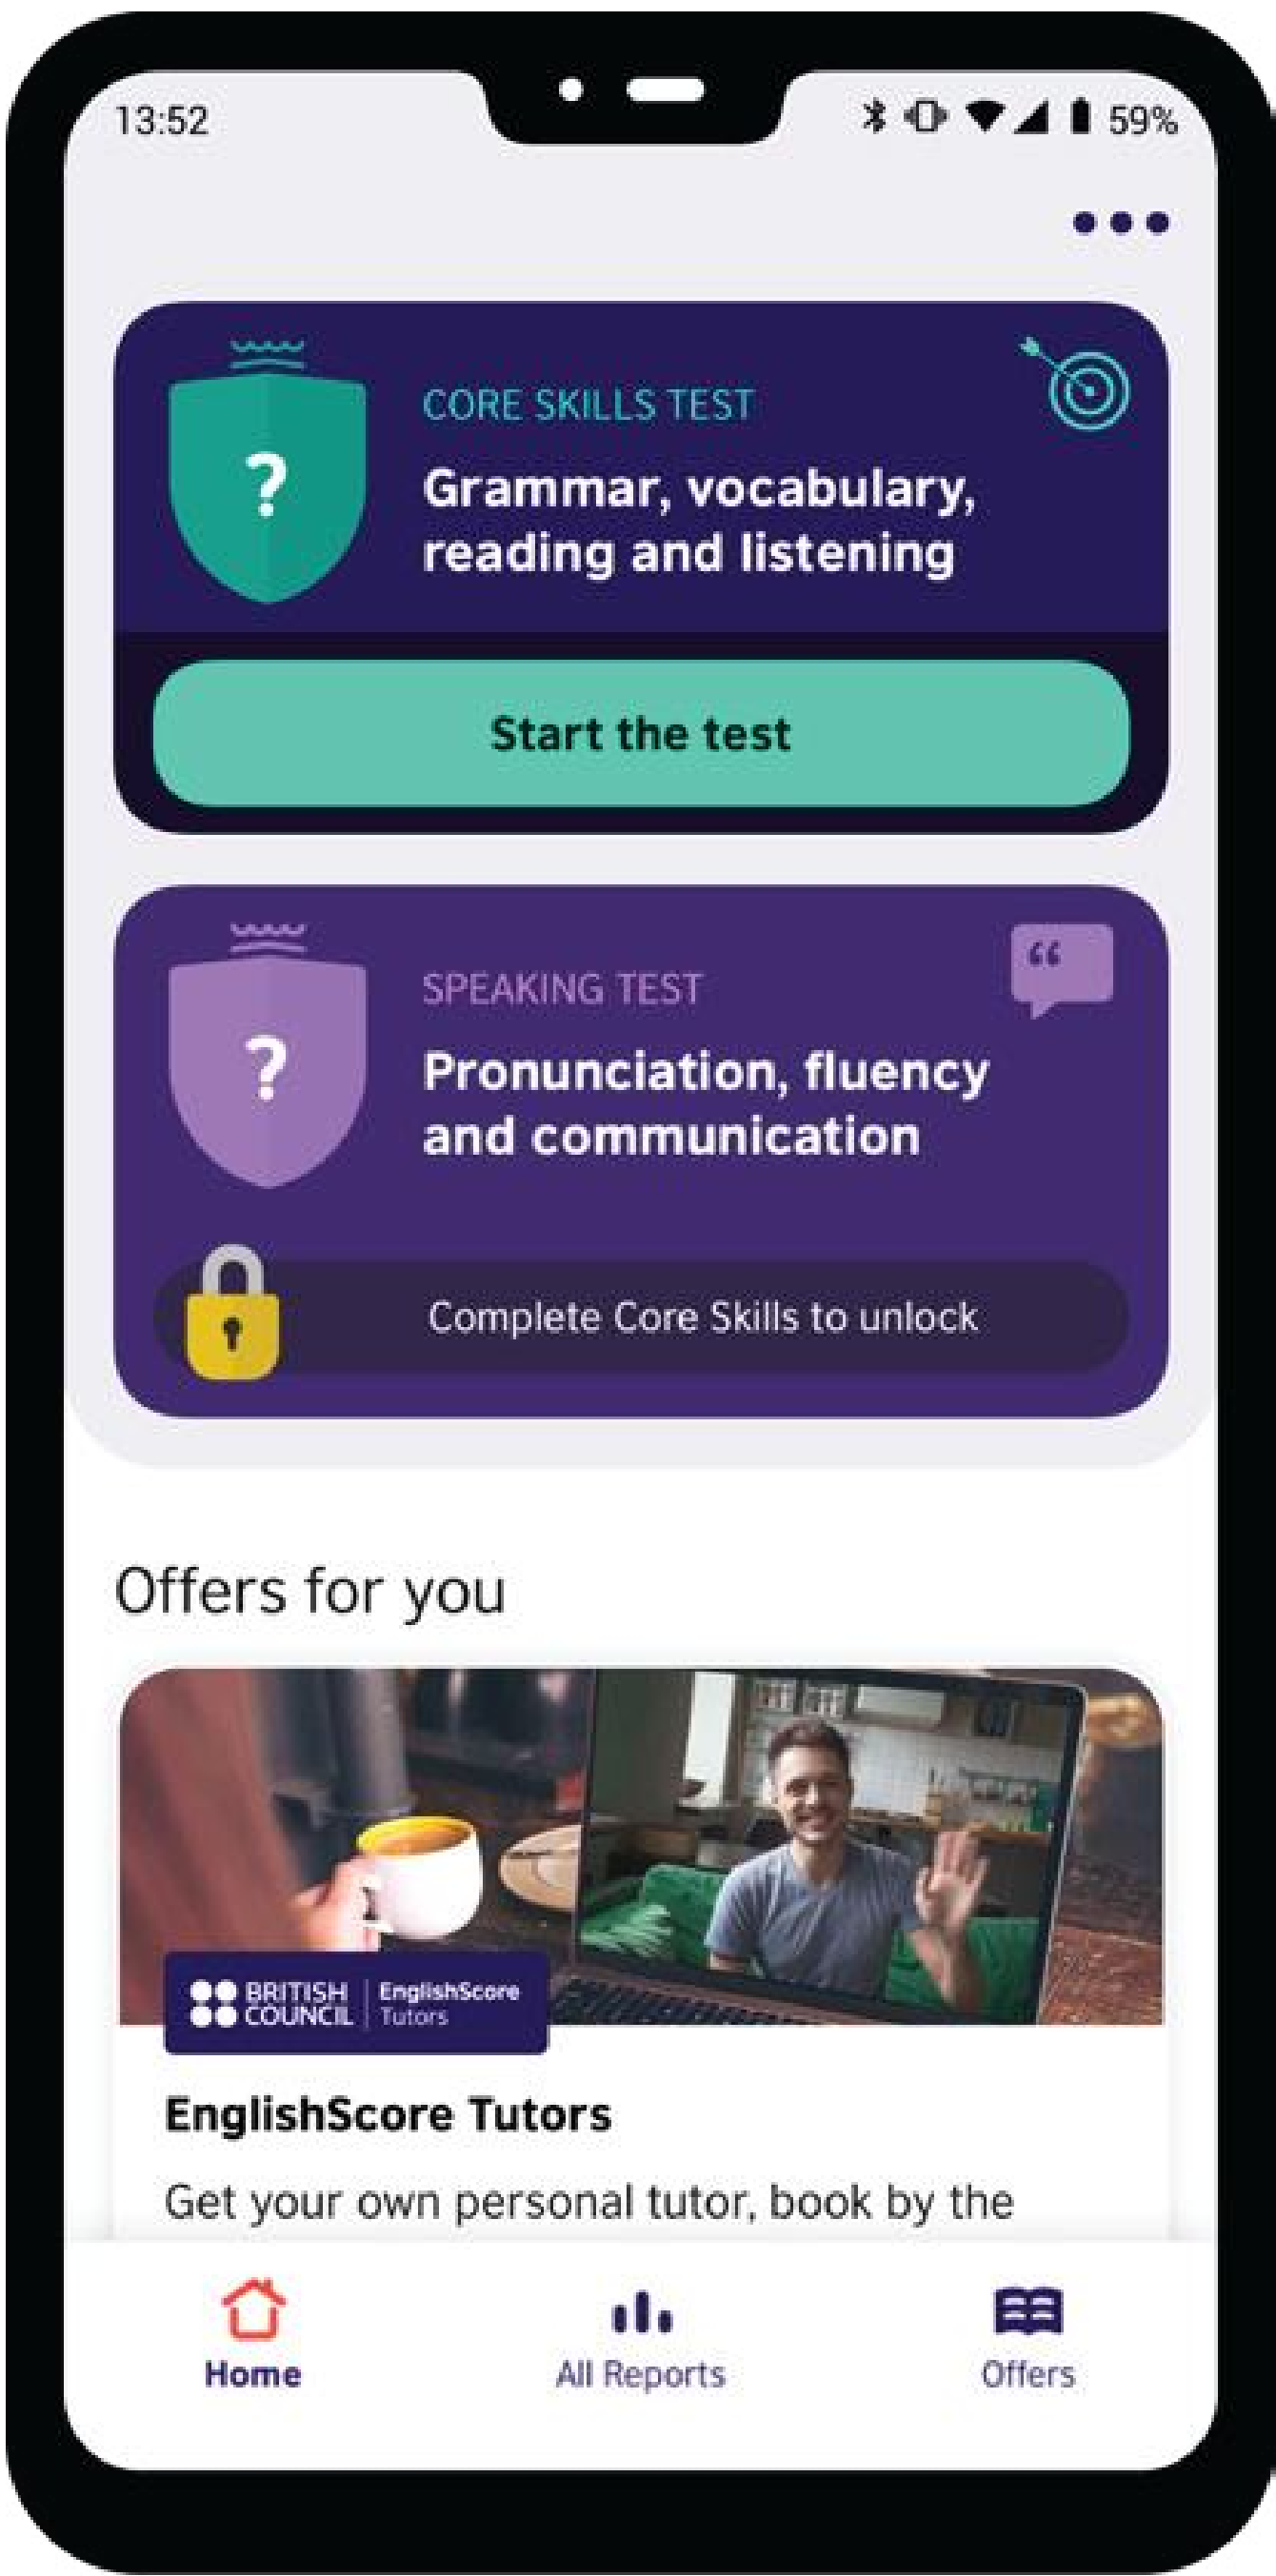 13:52
59%
CORE SKILLS TEST
?
Grammar, vocabulary,
reading and listening
Start the test
SPEAKING TEST
“
?
Pronunciation, fluency
and communication
Complete Core Skills to unlock
Offers for you
BRITISH
COUNCIL
EnglishScore
Tutors
EnglishScore Tutors
Get your own personal tutor, book by the
Home
All Reports
Offers